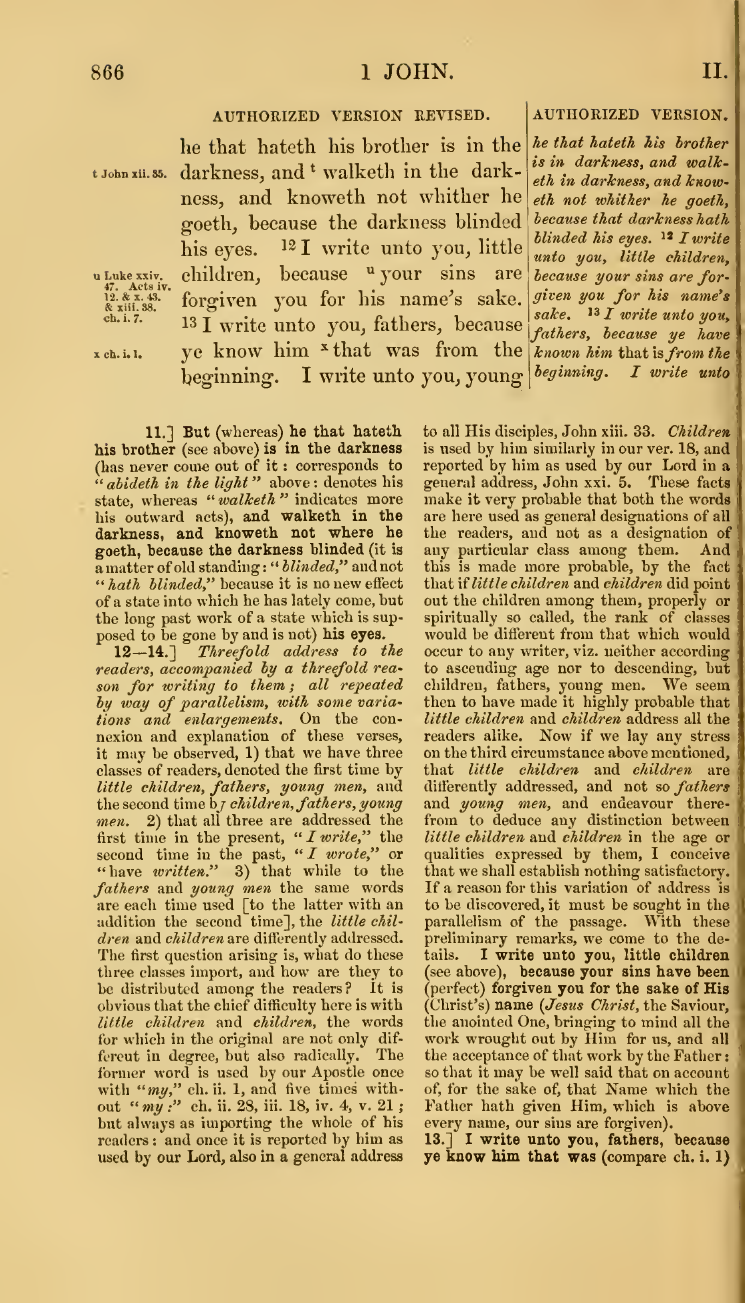 866
1 JOHN.
II.
AUTHORIZED VERSION REVISED.
he that hateth his brother is in the
t John xii. 35.
darkness, and t walketh in the dark-
ness, and knoweth not whither he
goeth, because the darkness blinded
his eyes. 12 I write unto you, little
u Luke xxiv.
47. Acts iv.
12. & x. 43.
& xiii. 38.
ch. i. 7.
children, because u your sins are
forgiven you for his name's sake.
13 I write unto you, fathers, because
x ch. i. 1.
ye know him x that was from the
beginning. I write unto you, young
AUTHORIZED VERSION.
he that hateth his brother
is in darkness, and walk-
eth in darkness, and know-
eth not whither he goeth,
because that darkness hath
blinded his eyes. 12 I write
unto you, little children,
because your sins are for-
given you for his name's
sake. 13 I write unto you,
fathers, because ye have
known him that is from the
beginning. I write unto
11.] But (whereas) he that hateth
his brother (see above) is in the darkness
(has never come out of it : corresponds to
“abideth in the light” above : denotes his
state, whereas “walketh” indicates more
his outward acts), and walketh in the
darkness, and knoweth not where he
goeth, because the darkness blinded (it is
a matter of old standing: “blinded,” and not
“hath blinded,” because it is no new effect
of a state into which he has lately come, but
the long past work of a state which is sup-
posed to be gone by and is not) his eyes.
12—14.] Threefold address to the
readers, accompanied by a threefold rea-
son for writing to them ; all repeated
by way of parallelism, with some varia-
tions and enlargements. On the con-
nexion and explanation of these verses,
it may be observed, 1) that we have three
classes of readers, denoted the first time by
little children, fathers, young men, and
the second time by children, fathers, young
men. 2) that all three are addressed the
first time in the present, “I write,” the
second time in the past, “I wrote,” or
“have written.” 3) that while to the
fathers and young men the same words
are each time used [to the latter with an
addition the second time], the little chil-
dren and children are differently addressed.
The first question arising is, what do these
three classes import, and how are they to
be distributed among the readers? It is
obvious that the chief difficulty here is with
little children and children, the words
for which in the original are not only dif-
ferent in degree, but also radically. The
former word is used by our Apostle once
with “my,” ch. ii. 1, and five times with-
out “my :” ch. ii. 28, iii. 18, iv. 4, v. 21 ;
but always as importing the whole of his
readers : and once it is reported by him as
used by our Lord, also in a general address
to all His disciples, John xiii. 33. Children
is used by him similarly in our ver. 18, and
reported by him as used by our Lord in a
general address, John xxi. 5. These facts
make it very probable that both the words
are here used as general designations of all
the readers, and not as a designation of
any particular class among them. And
this is made more probable, by the fact
that if little children and children did point
out the children among them, properly or
spiritually so called, the rank of classes
would be different from that which would
occur to any writer, viz. neither according
to ascending age nor to descending, but
children, fathers, young men. We seem
then to have made it highly probable that
little children and children address all the
readers alike. Now if we lay any stress
on the third circumstance above mentioned,
that little children and children are
differently addressed, and not so fathers
and young men, and endeavour there-
from to deduce any distinction between
little children and children in the age or
qualities expressed by them, I conceive
that we shall establish nothing satisfactory.
If a reason for this variation of address is
to be discovered, it must be sought in the
parallelism of the passage. With these
preliminary remarks, we come to the de-
tails. I write unto you, little children
(see above), because your sins have been
(perfect) forgiven you for the sake of His
(Christ's) name (Jesus Christ, the Saviour,
the anointed One, bringing to mind all the
work wrought out by Him for us, and all
the acceptance of that work by the Father :
so that it may be well said that on account
of, for the sake of, that Name which the
Father hath given Him, which is above
every name, our sins are forgiven).
13.] I write unto you, fathers, because
ye know him that was (compare ch. i. 1)